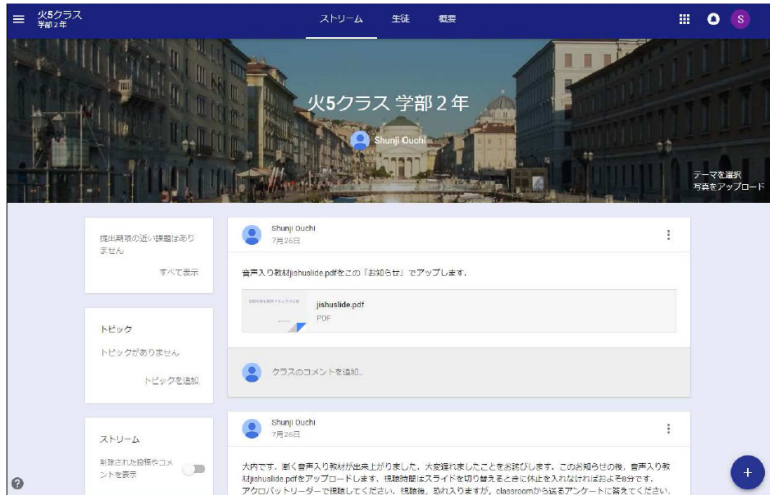 火5クラス
学部2年
ストリーム 生徒 概要
S
火5クラス 学部2年
Shunji Ouchi
テーマを選択
写真をアップロード
提出期限の近い課題はあり
ません
すべて表示
トピック
トピックがありません
トピックを追加
ストリーム
削除された投稿やコメ
ントを表示
Shunji Ouchi
7月26日
音声入り教材jishuslide.pdfをこの「お知らせ」でアップします。
jishuslide.pdf
PDF
クラスのコメントを追加...
Shunji Ouchi
7月26日
大内です。漸く音声入り教材が出来上がりました。大変遅れましたことをお詫びします。このお知らせの後、音声入り教
材jishuslide.pdfをアップロードします。視聴時間はスライドを切り替えるときに休止を入れなければおよそ8分です。
アクロバットリーダーで視聴してください。視聴後、恐れ入りますが、classroomから送るアンケートに答えてください。